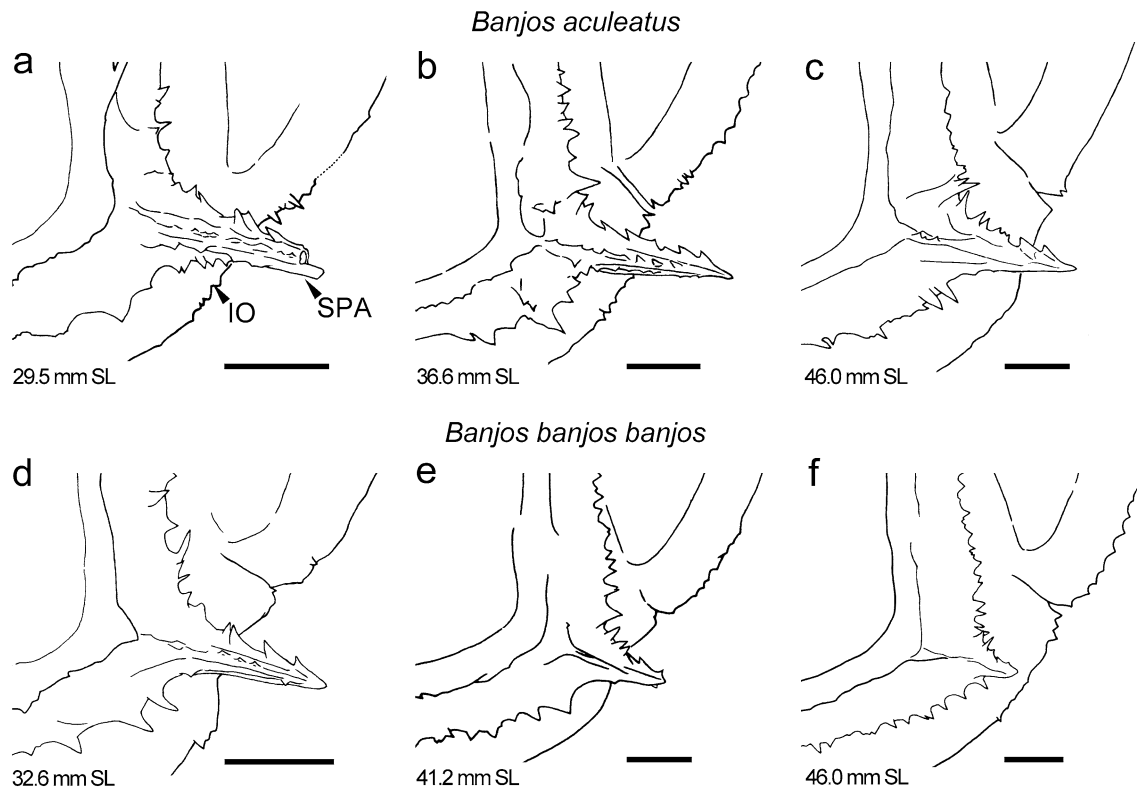 Banjos aculeatus
a
b
c
IO
SPA
29.5 mm SL
36.6 mm SL
46.0 mm SL
Banjos banjos banjos
d
e
f
32.6 mm SL
41.2 mm SL
46.0 mm SL